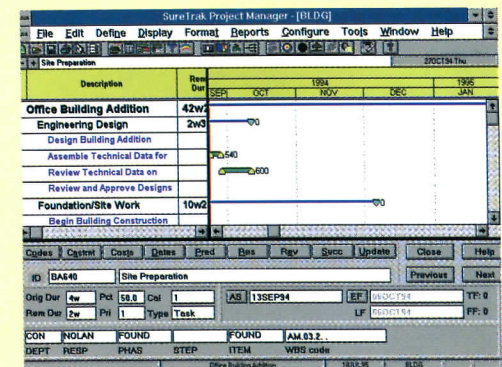 SureTrak Project Manager - [BLDG]
File Edit Define Display Format Reports Configure Tools Window Help
Site Preparation 27OCT94 Thu
Description Rem Dur 1994 1995
SEP OCT NOV DEC JAN
Office Building Addition 42w2
Engineering Design 2w3 0
Design Building Addition
Assemble Technical Data for 540
Review Technical Data on 600
Review and Approve Designs
Foundation/Site Work 10w2 0
Begin Building Construction
Codes Cnstrnt Costs Dates Pred Res Rev Succ Update Close Help
ID BA640 Site Preparation Previous Next
Orig Dur 4w Pct 50.0 Cal 1 AS 13SEP94 EF TF: 0
Rem Dur 2w Pri 1 Type Task LF FF: 0
CON NOLAN FOUND FOUND AM.03.2. .
DEPT RESP PHAS STEP ITEM WBS code
Office Building Addition BLDG